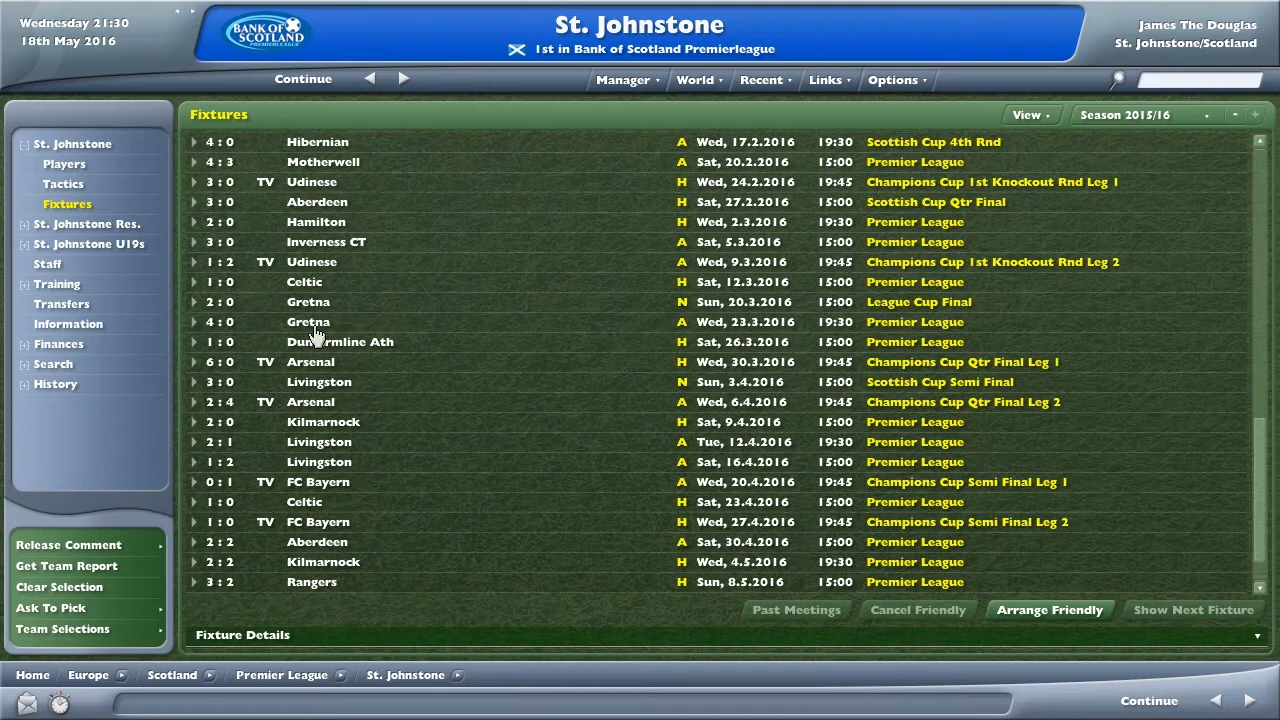 Wednesday 21:30
18th May 2016
BANK OF
SCOTLAND
PREMIERLEAGUE
St. Johnstone
1st in Bank of Scotland Premierleague
James The Douglas
St. Johnstone/Scotland
Continue
Manager World Recent Links Options
Fixtures
View
Season 2015/16
St. Johnstone
Players
Tactics
Fixtures
St. Johnstone Res.
St. Johnstone U19s
Staff
Training
Transfers
Information
Finances
Search
History
4 : 0 Hibernian A Wed, 17.2.2016 19:30 Scottish Cup 4th Rnd
4 : 3 Motherwell A Sat, 20.2.2016 15:00 Premier League
3 : 0 TV Udinese H Wed, 24.2.2016 19:45 Champions Cup 1st Knockout Rnd Leg 1
3 : 0 Aberdeen H Sat, 27.2.2016 15:00 Scottish Cup Qtr Final
2 : 0 Hamilton H Wed, 2.3.2016 19:30 Premier League
3 : 0 Inverness CT A Sat, 5.3.2016 15:00 Premier League
1 : 2 TV Udinese A Wed, 9.3.2016 19:45 Champions Cup 1st Knockout Rnd Leg 2
1 : 0 Celtic H Sat, 12.3.2016 15:00 Premier League
2 : 0 Gretna N Sun, 20.3.2016 15:00 League Cup Final
4 : 0 Gretna A Wed, 23.3.2016 19:30 Premier League
1 : 0 Dunfermline Ath H Sat, 26.3.2016 15:00 Premier League
6 : 0 TV Arsenal H Wed, 30.3.2016 19:45 Champions Cup Qtr Final Leg 1
3 : 0 Livingston N Sun, 3.4.2016 15:00 Scottish Cup Semi Final
2 : 4 TV Arsenal A Wed, 6.4.2016 19:45 Champions Cup Qtr Final Leg 2
2 : 0 Kilmarnock H Sat, 9.4.2016 15:00 Premier League
2 : 1 Livingston A Tue, 12.4.2016 19:30 Premier League
1 : 2 Livingston A Sat, 16.4.2016 15:00 Premier League
0 : 1 TV FC Bayern A Wed, 20.4.2016 19:45 Champions Cup Semi Final Leg 1
1 : 0 Celtic H Sat, 23.4.2016 15:00 Premier League
1 : 0 TV FC Bayern H Wed, 27.4.2016 19:45 Champions Cup Semi Final Leg 2
2 : 2 Aberdeen A Sat, 30.4.2016 15:00 Premier League
2 : 2 Kilmarnock H Wed, 4.5.2016 19:30 Premier League
3 : 2 Rangers H Sun, 8.5.2016 15:00 Premier League
Past Meetings Cancel Friendly Arrange Friendly Show Next Fixture
Fixture Details
Release Comment
Get Team Report
Clear Selection
Ask To Pick
Team Selections
Home Europe Scotland Premier League St. Johnstone
Continue